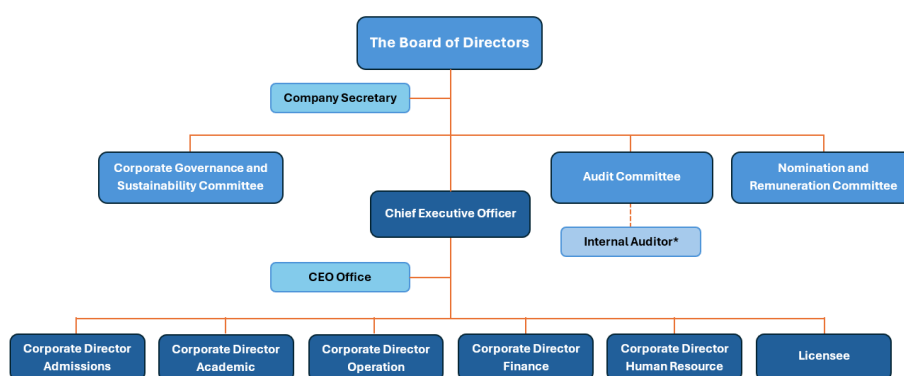 The Board of Directors
Company Secretary
Corporate Governance and
Sustainability Committee
Audit Committee
Nomination and
Remuneration Committee
Chief Executive Officer
Internal Auditor*
CEO Office
Corporate Director
Admissions
Corporate Director
Academic
Corporate Director
Operation
Corporate Director
Finance
Corporate Director
Human Resource
Licensee